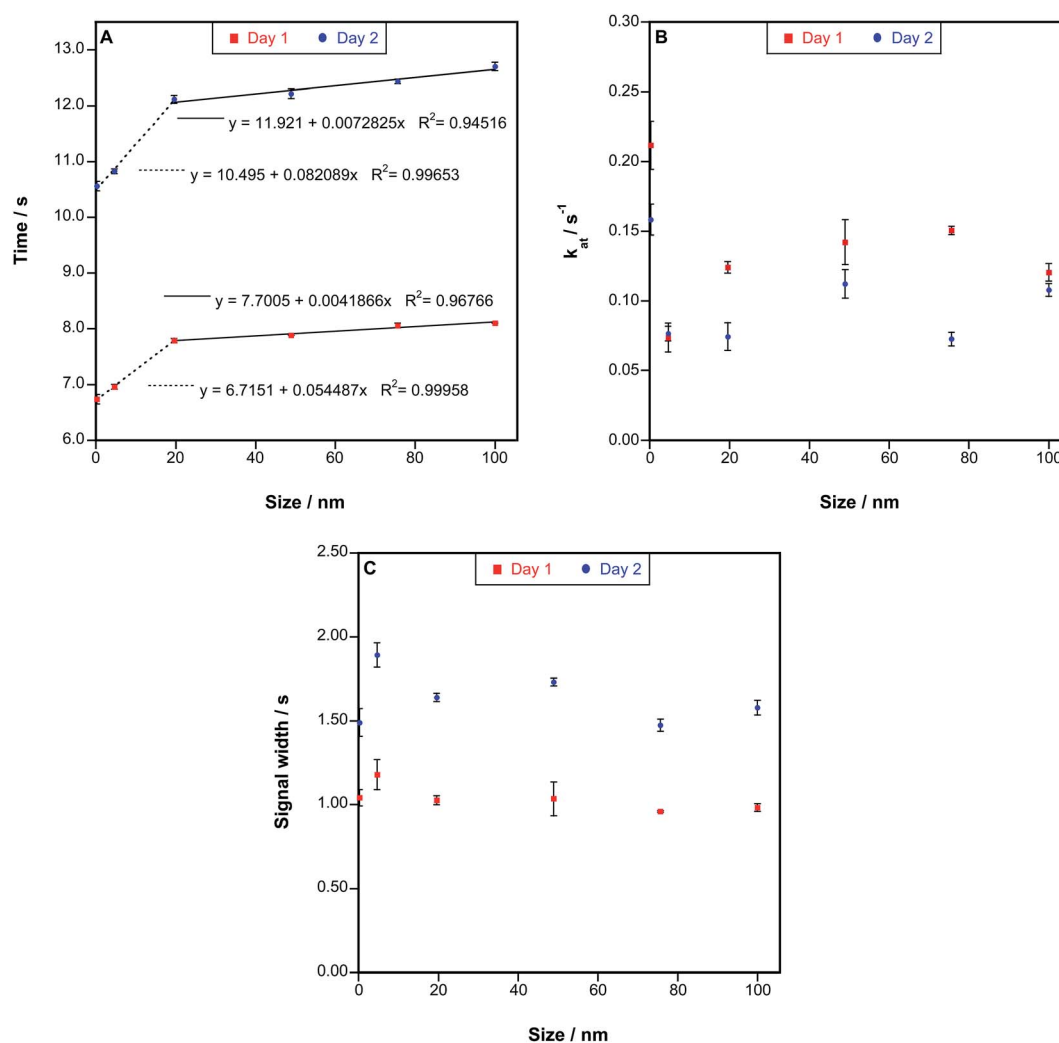 A
Day 1 Day 2
13.0
12.0
11.0
10.0
9.0
8.0
7.0
6.0
y = 11.921 + 0.0072825x R²= 0.94516
y = 10.495 + 0.082089x R²= 0.99653
y = 7.7005 + 0.0041866x R²= 0.96766
y = 6.7151 + 0.054487x R²= 0.99958
0 20 40 60 80 100
Time / s
Size / nm
B
Day 1 Day 2
0.30
0.25
0.20
0.15
0.10
0.05
0.00
0 20 40 60 80 100
k_at / s⁻¹
Size / nm
C
Day 1 Day 2
2.50
2.00
1.50
1.00
0.50
0.00
0 20 40 60 80 100
Signal width / s
Size / nm